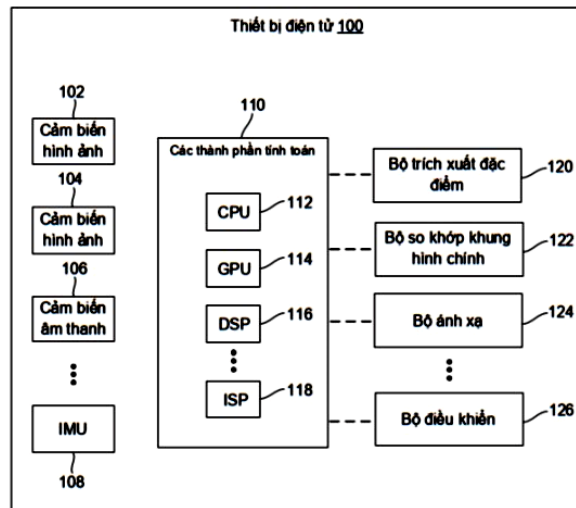 Thiết bị điện tử 100
102
Cảm biến
hình ảnh
104
Cảm biến
hình ảnh
106
Cảm biến
âm thanh
IMU
108
110
Các thành phần tính toán
CPU
112
GPU
114
DSP
116
ISP
118
Bộ trích xuất đặc
điểm
120
Bộ so khớp khung
hình chính
122
Bộ ánh xạ
124
Bộ điều khiển
126